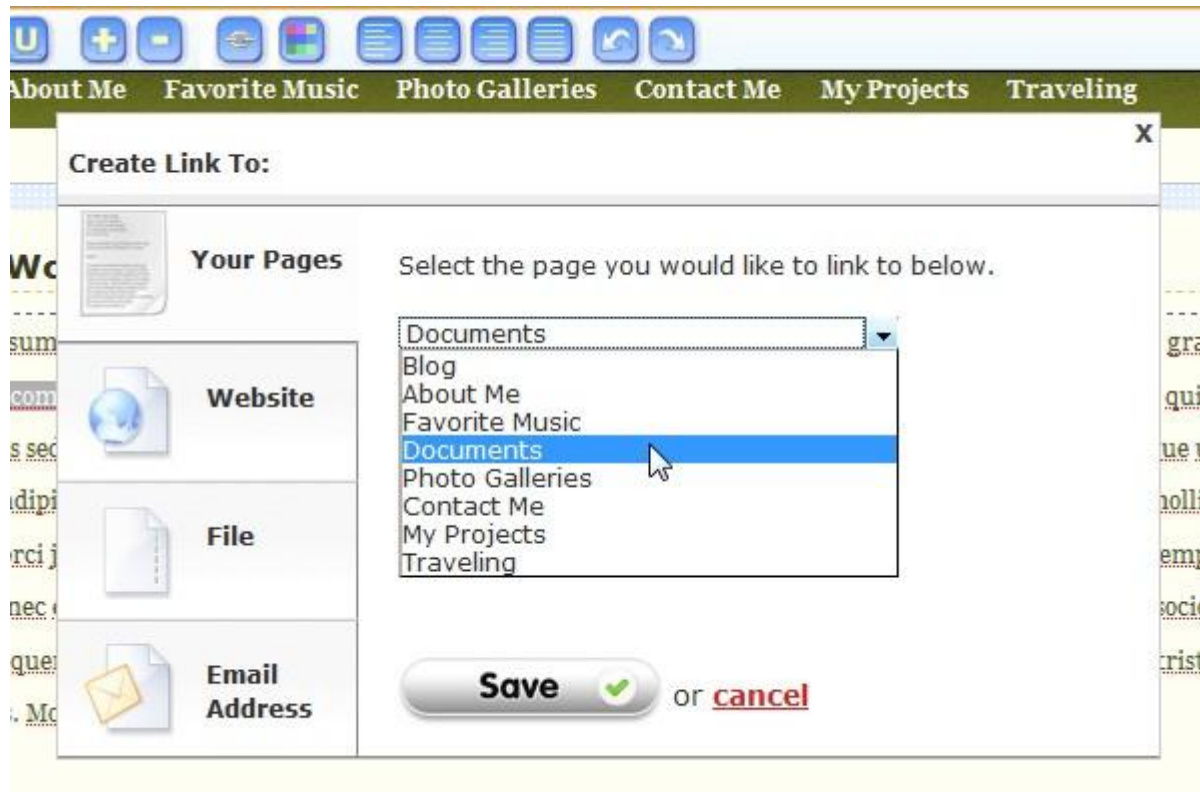 U
About Me Favorite Music Photo Galleries Contact Me My Projects Traveling
X
Create Link To:
Your Pages
Select the page you would like to link to below.
Documents
Blog
About Me
Favorite Music
Documents
Photo Galleries
Contact Me
My Projects
Traveling
Website
File
Email
Address
Save or cancel